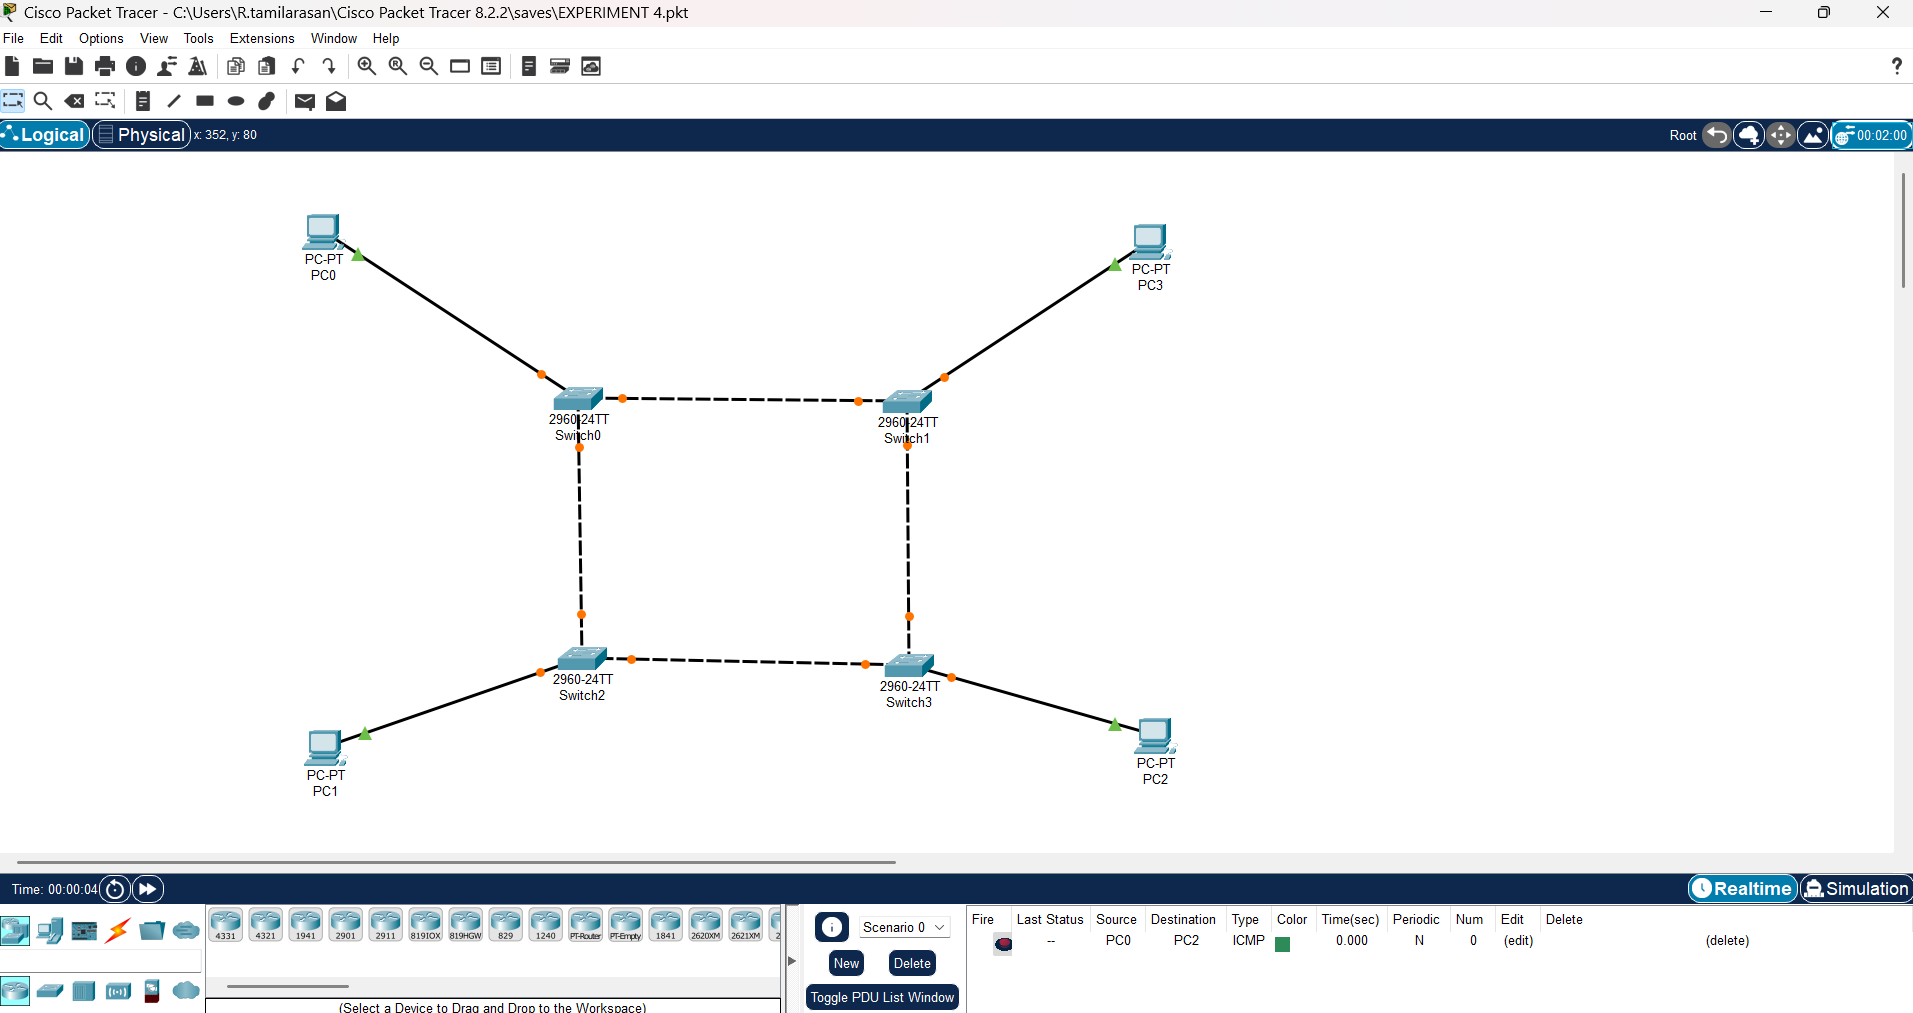 Cisco Packet Tracer - C:\Users\R.tamilarasan\Cisco Packet Tracer 8.2.2\saves\EXPERIMENT 4.pkt
File Edit Options View Tools Extensions Window Help
?
Logical Physical x: 352, y: 80 Root 00:02:00
PC-PT
PC0
PC-PT
PC3
2960-24TT
Switch0
2960-24TT
Switch1
2960-24TT
Switch2
2960-24TT
Switch3
PC-PT
PC1
PC-PT
PC2
Time: 00:00:04 Realtime Simulation
4331 4321 1941 2901 2911 819IOX 819HGW 829 1240 PT-Router PT-Empty 1841 2620XM 2621XM 2
(Select a Device to Drag and Drop to the Workspace)
Scenario 0
New Delete
Toggle PDU List Window
Fire Last Status Source Destination Type Color Time(sec) Periodic Num Edit Delete
-- PC0 PC2 ICMP 0.000 N 0 (edit) (delete)